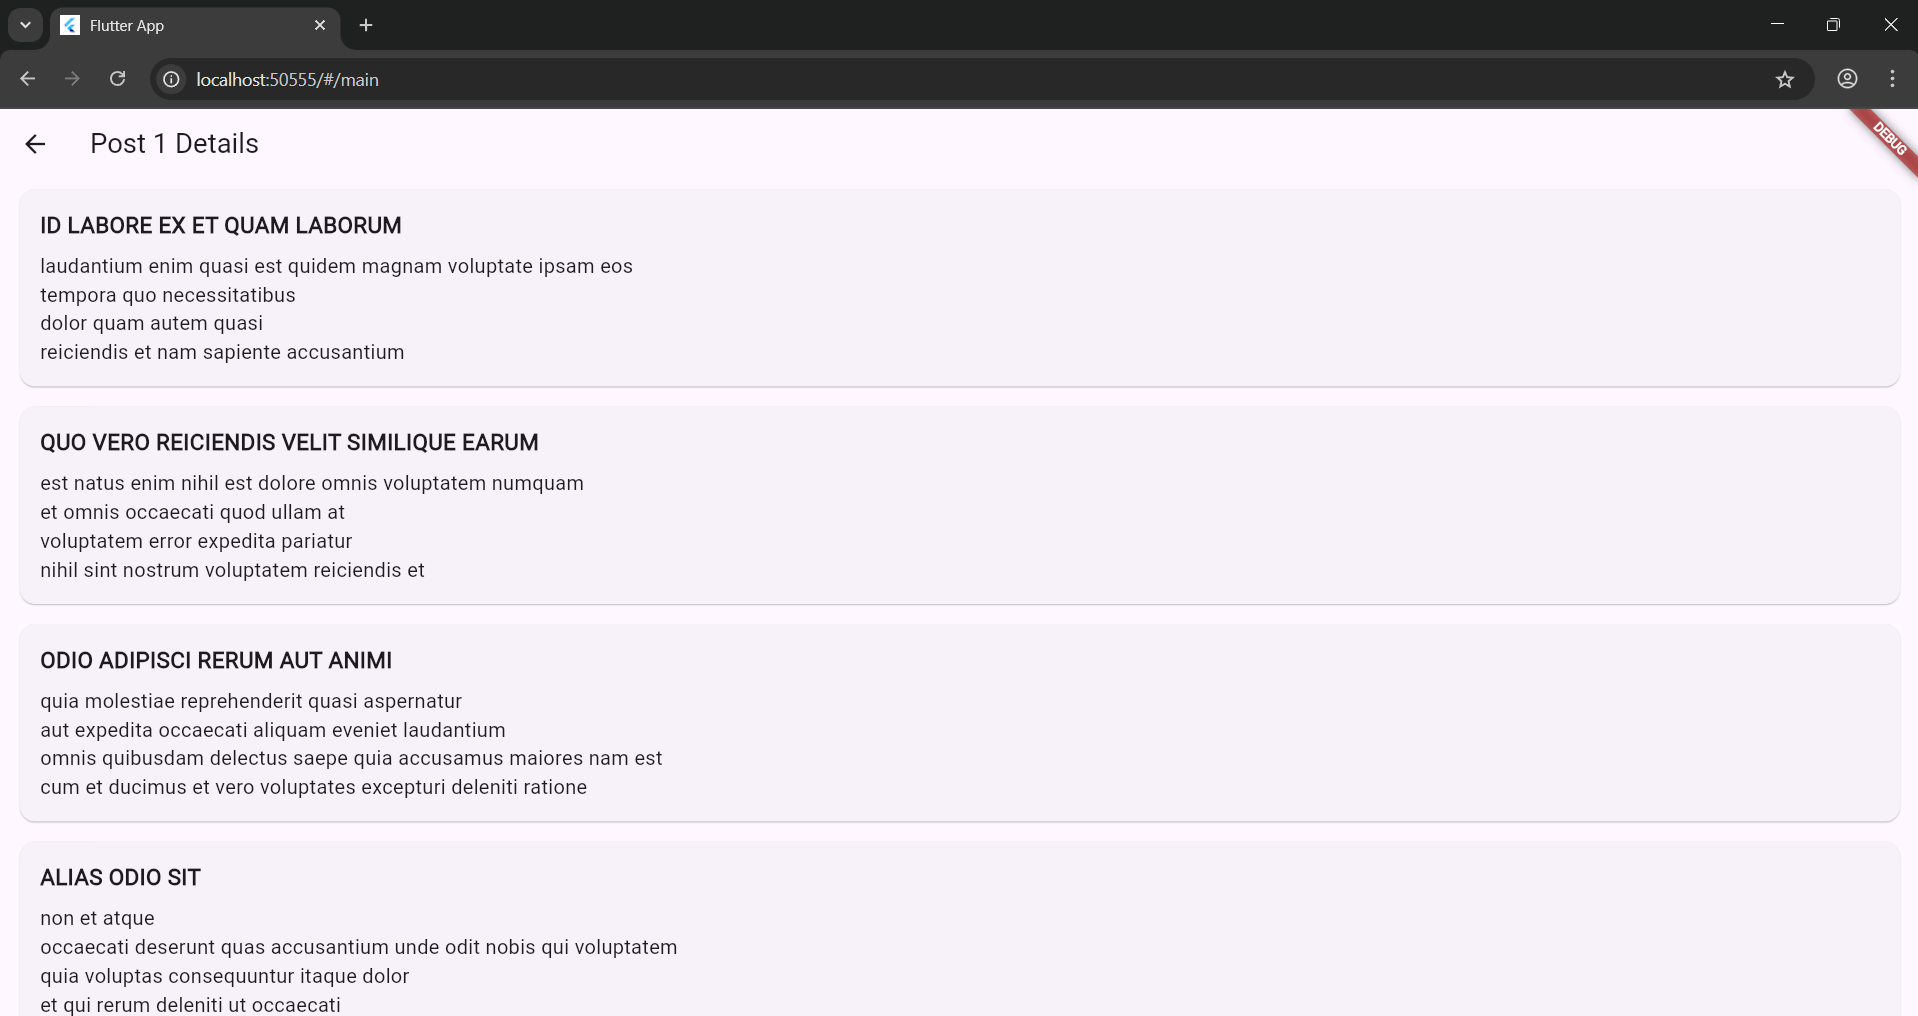 Flutter App
localhost:50555/#/main
Post 1 Details
DEBUG
ID LABORE EX ET QUAM LABORUM
laudantium enim quasi est quidem magnam voluptate ipsam eos
tempora quo necessitatibus
dolor quam autem quasi
reiciendis et nam sapiente accusantium
QUO VERO REICIENDIS VELIT SIMILIQUE EARUM
est natus enim nihil est dolore omnis voluptatem numquam
et omnis occaecati quod ullam at
voluptatem error expedita pariatur
nihil sint nostrum voluptatem reiciendis et
ODIO ADIPISCI RERUM AUT ANIMI
quia molestiae reprehenderit quasi aspernatur
aut expedita occaecati aliquam eveniet laudantium
omnis quibusdam delectus saepe quia accusamus maiores nam est
cum et ducimus et vero voluptates excepturi deleniti ratione
ALIAS ODIO SIT
non et atque
occaecati deserunt quas accusantium unde odit nobis qui voluptatem
quia voluptas consequuntur itaque dolor
et qui rerum deleniti ut occaecati